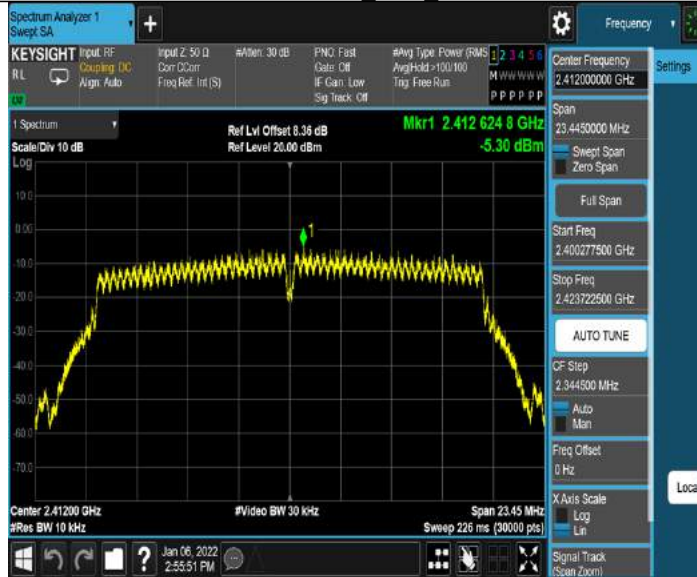 Spectrum Analyzer 1
Swept SA
+
Frequency
KEYSIGHT
RL
Input: RF
Coupling: DC
Align: Auto
Input Z: 50 Ω
Corr CCorr
Freq Ref: Int (S)
#Atten: 30 dB
PNO: Fast
Gate: Off
IF Gain: Low
Sig Track: Off
#Avg Type: Power (RMS
Avg|Hold:>100/100
Trig: Free Run
1 2 3 4 5 6
M W W W W W
P P P P P P
Settings
1 Spectrum
Scale/Div 10 dB
Log
Ref Lvl Offset 8.36 dB
Ref Level 20.00 dBm
Mkr1 2.412 624 8 GHz
-5.30 dBm
1
10.0
0.00
-10.0
-20.0
-30.0
-40.0
-50.0
-60.0
-70.0
Center 2.41200 GHz
#Res BW 10 kHz
#Video BW 30 kHz
Span 23.45 MHz
Sweep 226 ms (30000 pts)
Center Frequency
2.412000000 GHz
Span
23.4450000 MHz
Swept Span
Zero Span
Full Span
Start Freq
2.400277500 GHz
Stop Freq
2.423722500 GHz
AUTO TUNE
CF Step
2.344500 MHz
Auto
Man
Freq Offset
0 Hz
X Axis Scale
Log
Lin
Signal Track
(Span Zoom)
Loca
?
Jan 06, 2022
2:55:51 PM